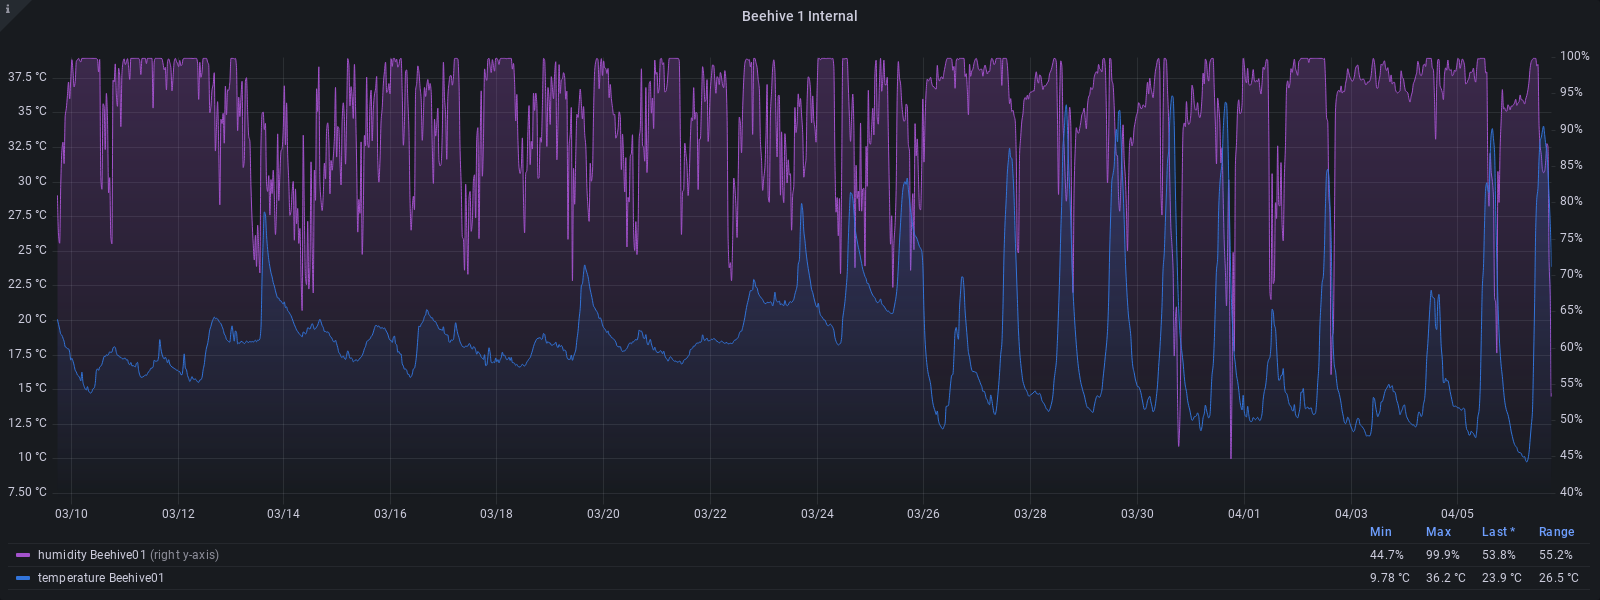 i
Beehive 1 Internal
37.5 °C
35 °C
32.5 °C
30 °C
27.5 °C
25 °C
22.5 °C
20 °C
17.5 °C
15 °C
12.5 °C
10 °C
7.50 °C
100%
95%
90%
85%
80%
75%
70%
65%
60%
55%
50%
45%
40%
03/10 03/12 03/14 03/16 03/18 03/20 03/22 03/24 03/26 03/28 03/30 04/01 04/03 04/05
Min Max Last * Range
humidity Beehive01 (right y-axis) 44.7% 99.9% 53.8% 55.2%
temperature Beehive01 9.78 °C 36.2 °C 23.9 °C 26.5 °C